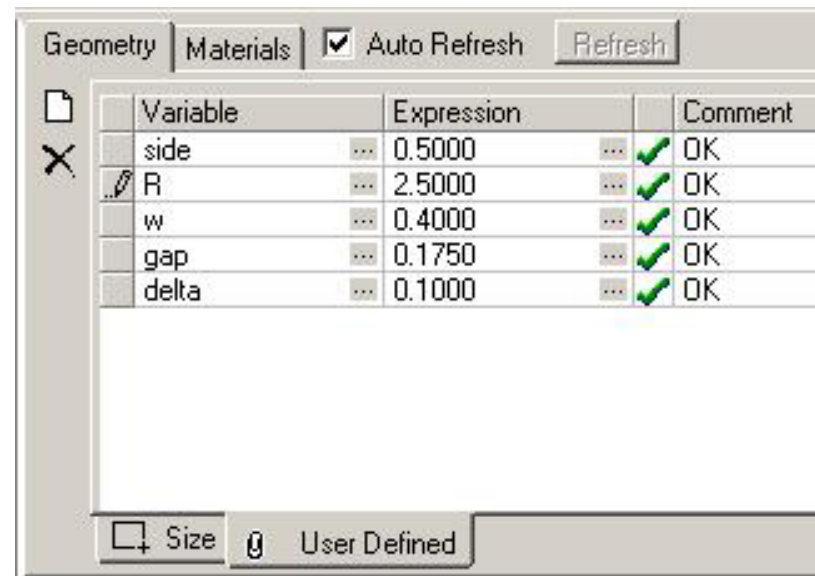 Geometry Materials Auto Refresh Refresh
Variable Expression Comment
side ... 0.5000 ... OK
R ... 2.5000 ... OK
w ... 0.4000 ... OK
gap ... 0.1750 ... OK
delta ... 0.1000 ... OK
Size User Defined